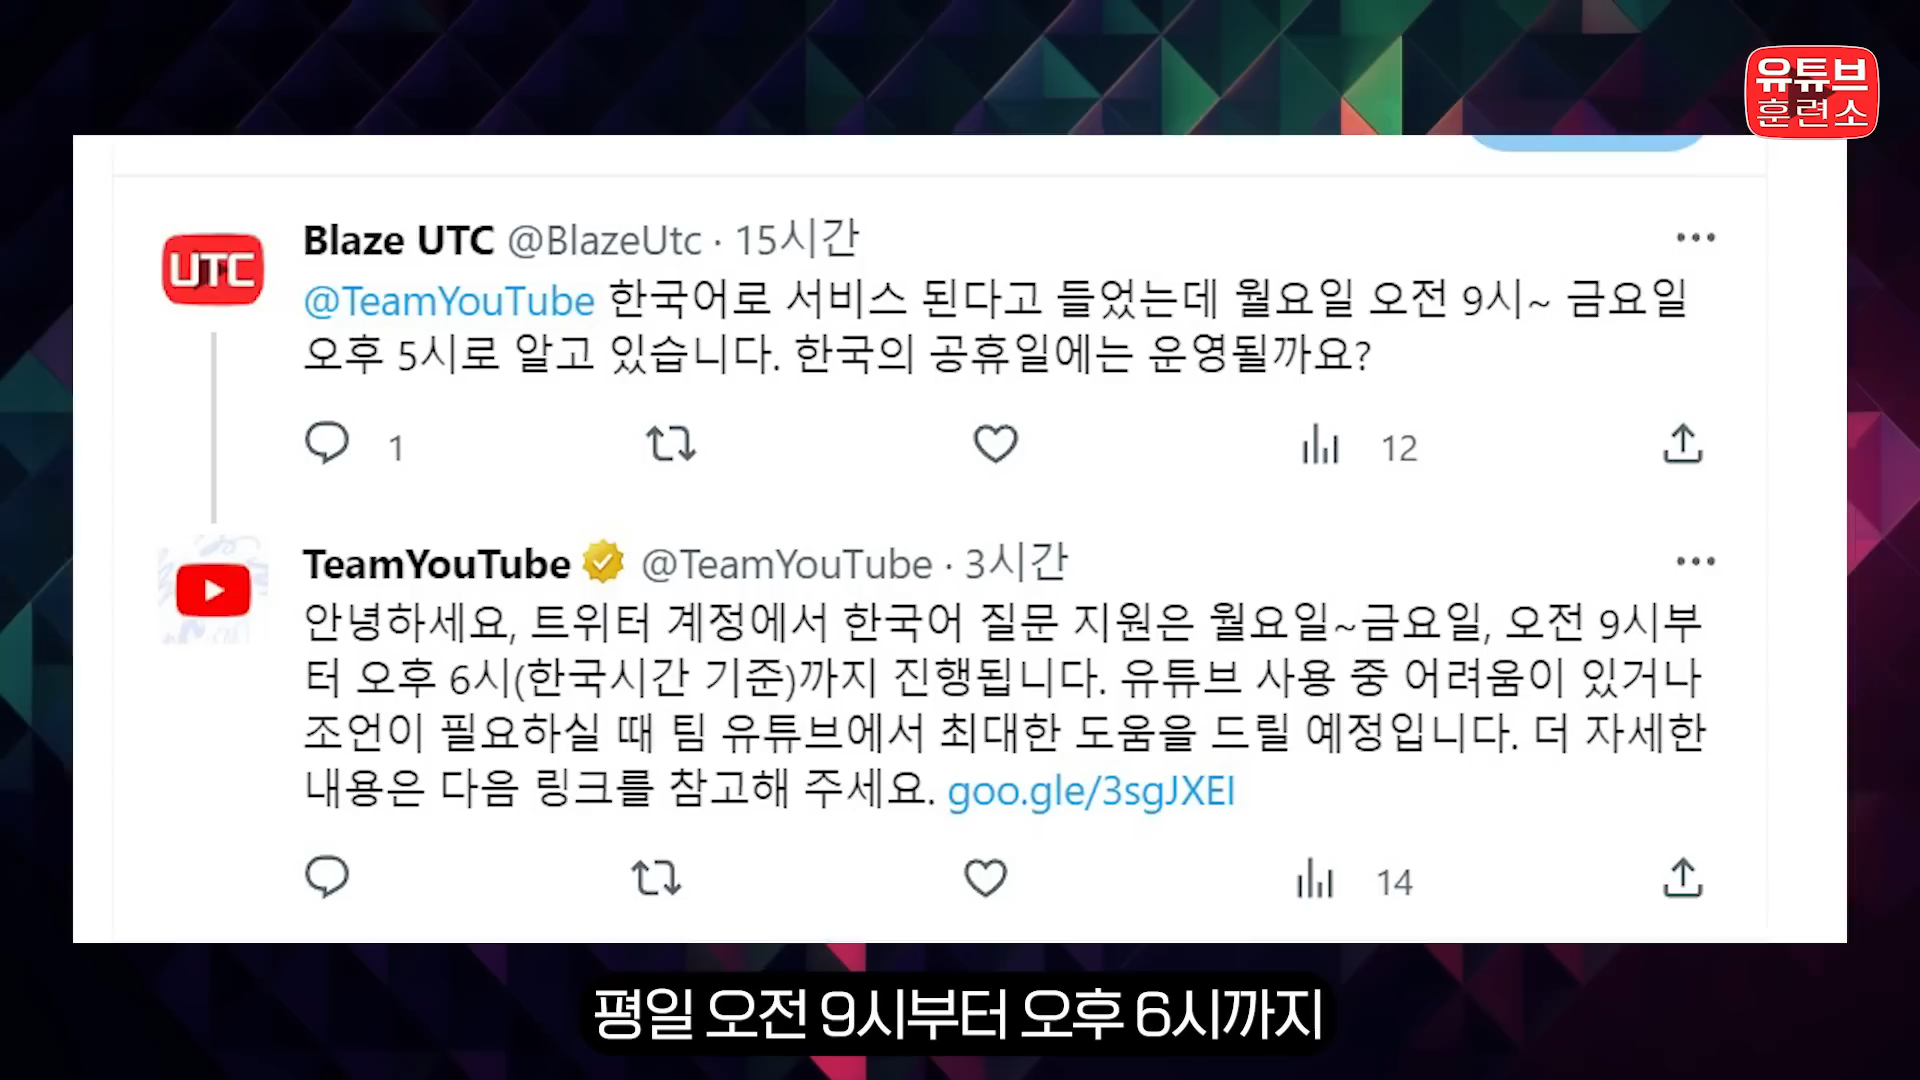 유튜브
훈련소
UTC
Blaze UTC @BlazeUtc · 15시간
@TeamYouTube 한국어로 서비스 된다고 들었는데 월요일 오전 9시~ 금요일
오후 5시로 알고 있습니다. 한국의 공휴일에는 운영될까요?
1
12
TeamYouTube @TeamYouTube · 3시간
안녕하세요, 트위터 계정에서 한국어 질문 지원은 월요일~금요일, 오전 9시부
터 오후 6시(한국시간 기준)까지 진행됩니다. 유튜브 사용 중 어려움이 있거나
조언이 필요하실 때 팀 유튜브에서 최대한 도움을 드릴 예정입니다. 더 자세한
내용은 다음 링크를 참고해 주세요. goo.gle/3sgJXEI
14
평일 오전 9시부터 오후 6시까지